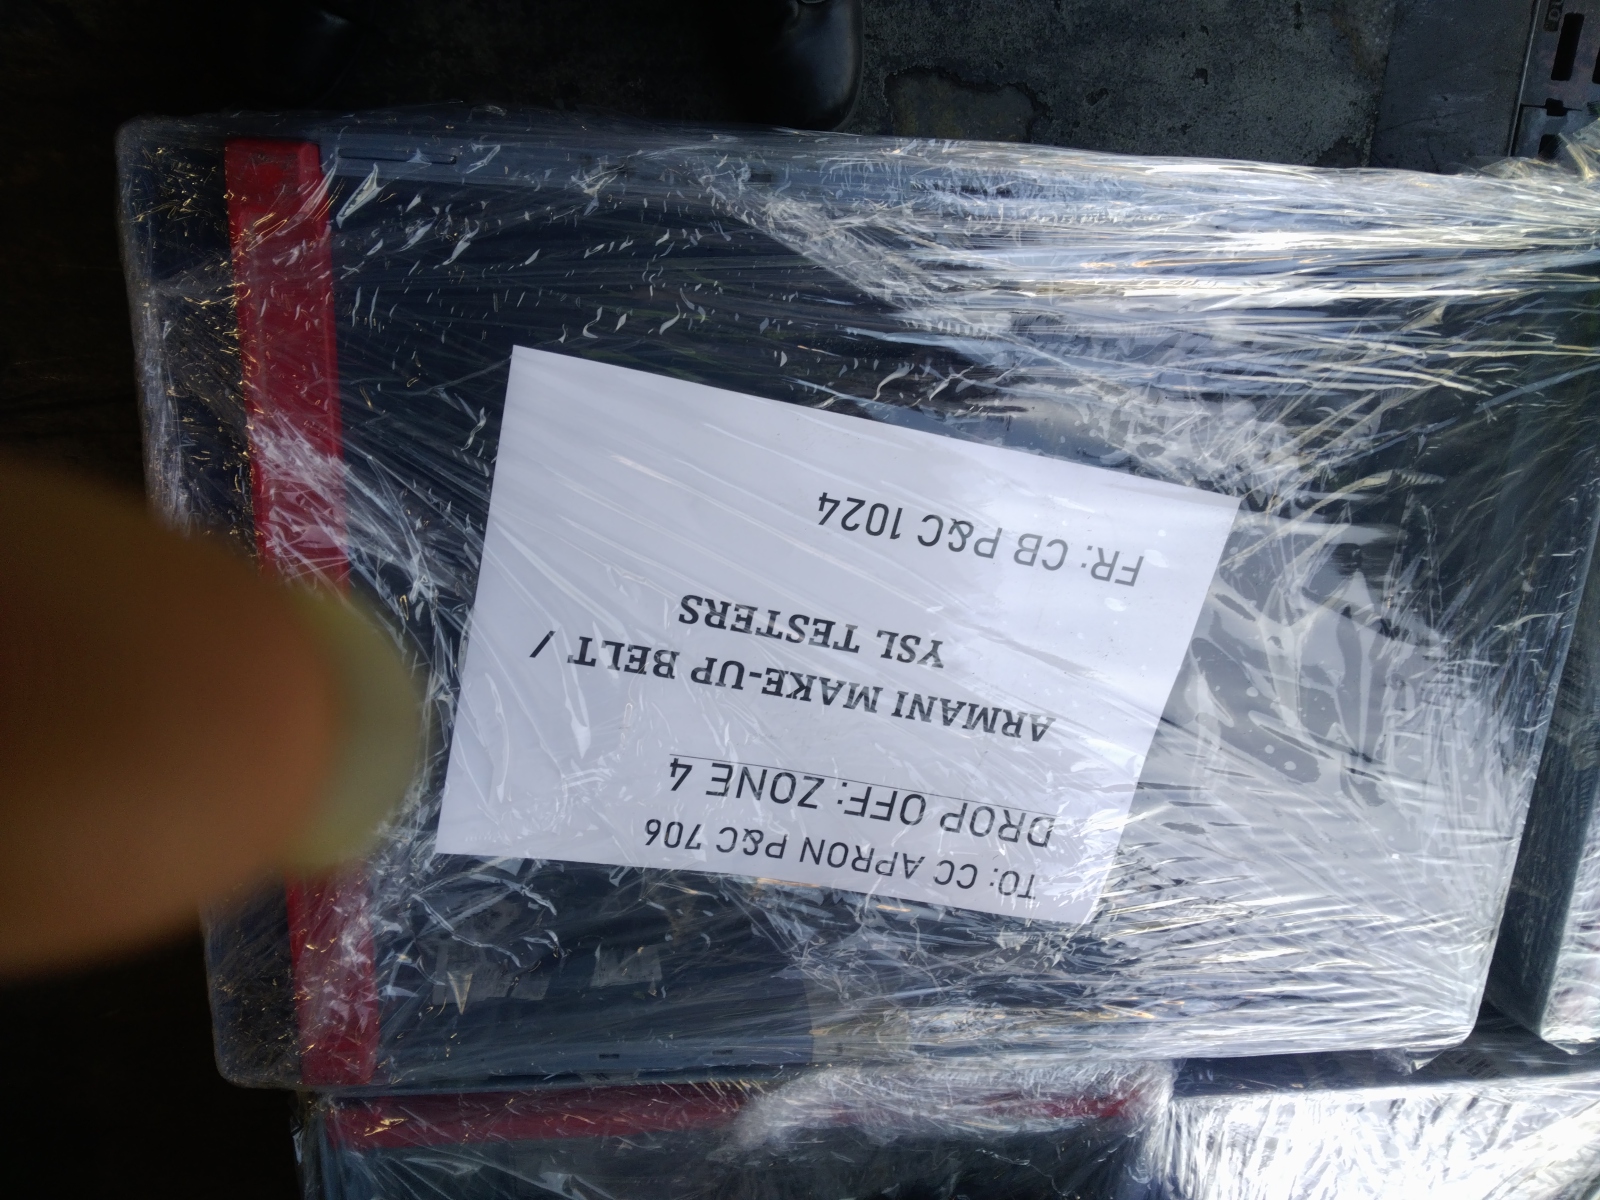 TO: CC APRON P&C 706
DROP OFF: ZONE 4
ARMANI MAKE-UP BELT /
YSL TESTERS
FR: CB P&C 1024